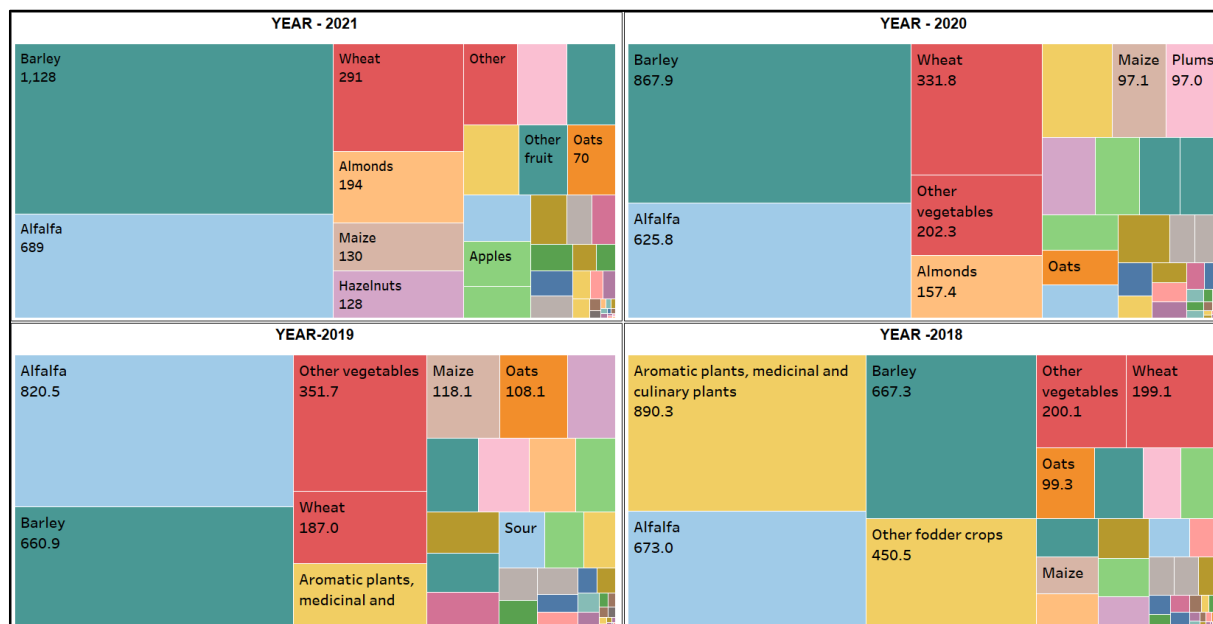 YEAR - 2021
Barley
1,128
Alfalfa
689
Wheat
291
Almonds
194
Maize
130
Hazelnuts
128
Other
Other
fruit
Oats
70
Apples
YEAR - 2020
Barley
867.9
Alfalfa
625.8
Wheat
331.8
Other
vegetables
202.3
Almonds
157.4
Maize
97.1
Plums
97.0
Oats
YEAR-2019
Alfalfa
820.5
Barley
660.9
Other vegetables
351.7
Wheat
187.0
Aromatic plants,
medicinal and
Maize
118.1
Oats
108.1
Sour
YEAR -2018
Aromatic plants, medicinal and
culinary plants
890.3
Alfalfa
673.0
Barley
667.3
Other fodder crops
450.5
Other
vegetables
200.1
Wheat
199.1
Oats
99.3
Maize